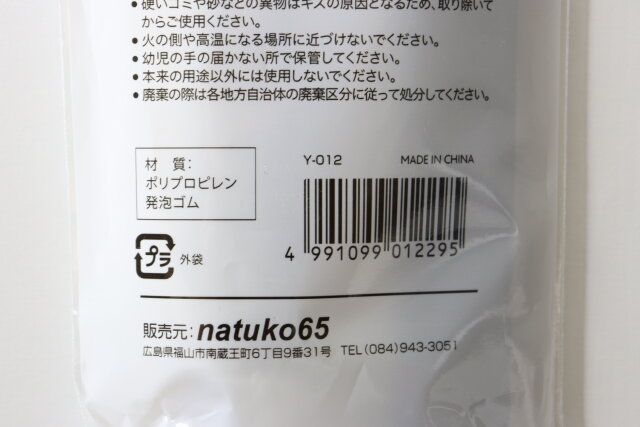 ●硬いゴミや砂などの異物はキズの原因となるため、取り除いて
からご使用ください。
●火の側や高温になる場所に近づけないでください。
●幼児の手の届かない所で保管してください。
●本来の用途以外には使用しないでください。
●廃棄の際は各地方自治体の廃棄区分に従って処分してください。
材 質:
ポリプロピレン
発泡ゴム
Y-012 MADE IN CHINA
4 991099 012295
プラ 外袋
販売元: natuko65
広島県福山市南蔵王町6丁目9番31号 TEL (084) 943-3051